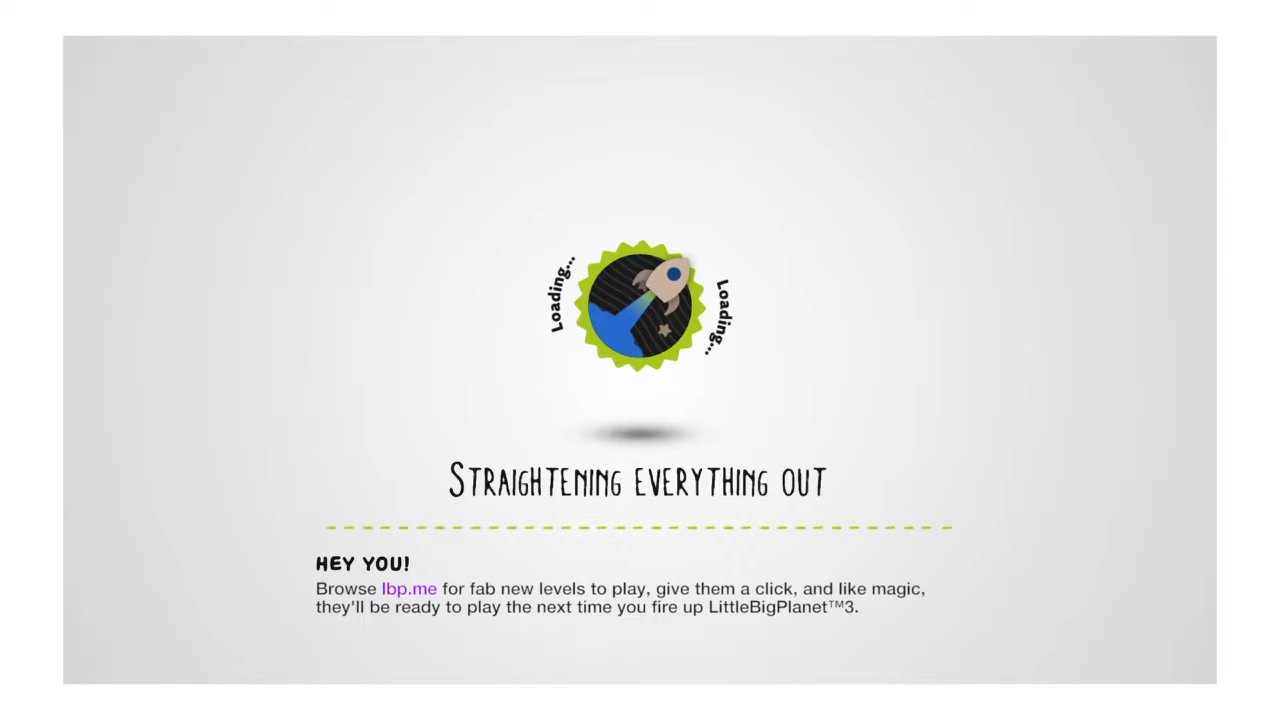 Loading...
Loading...
Straightening everything out
HEY YOU!
Browse lbp.me for fab new levels to play, give them a click, and like magic,
they'll be ready to play the next time you fire up LittleBigPlanet™3.